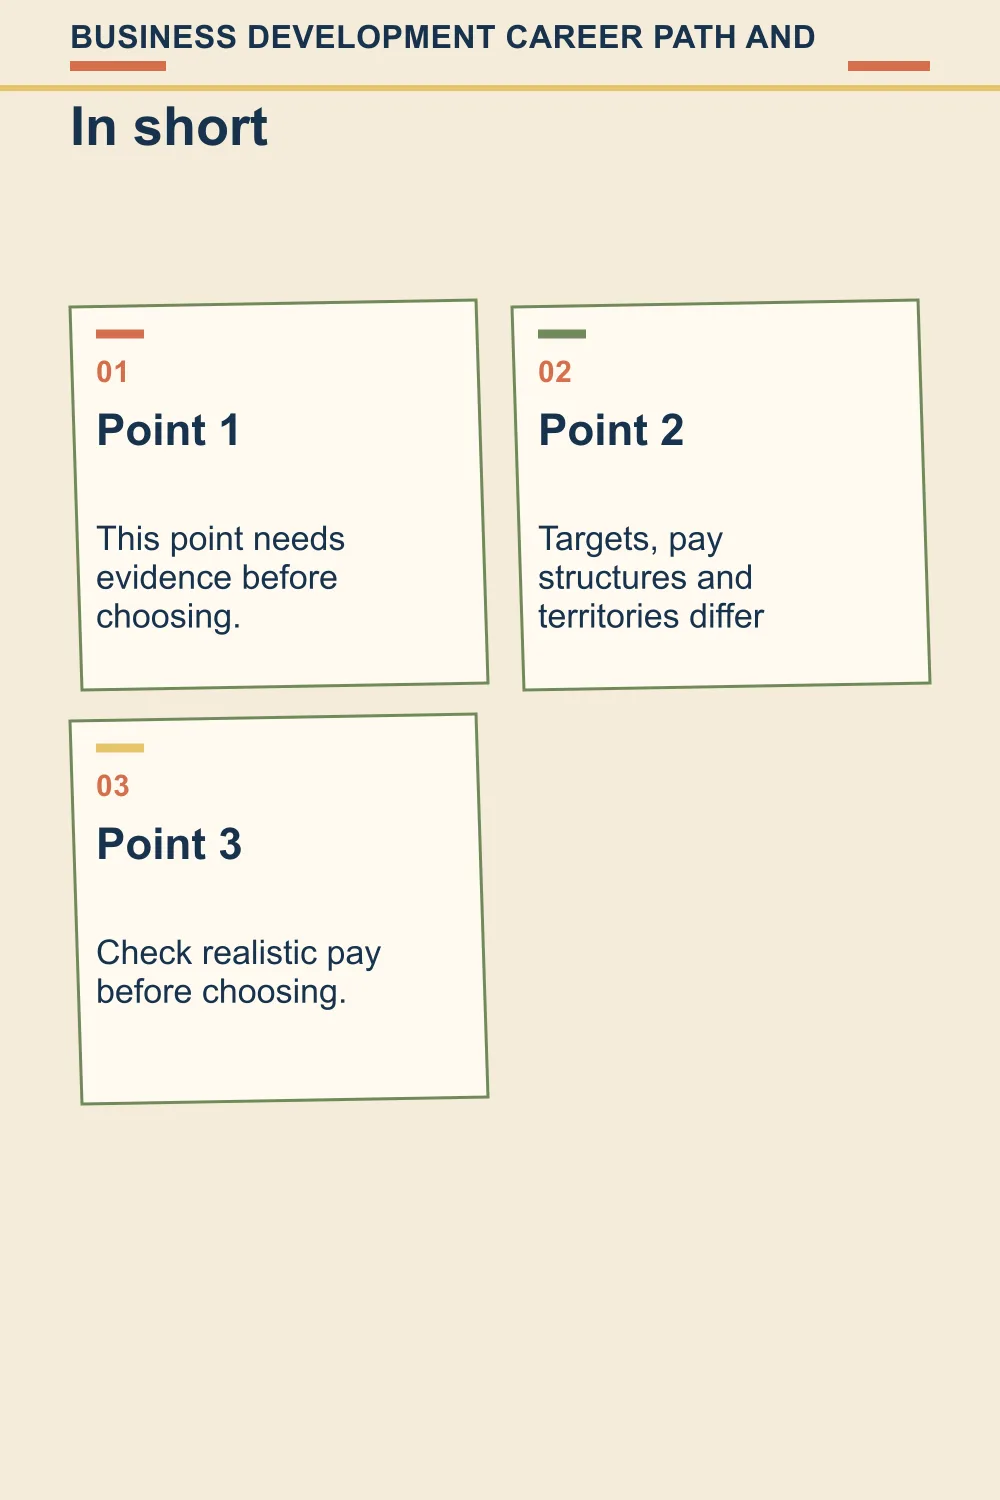 BUSINESS DEVELOPMENT CAREER PATH AND
In short
01
Point 1
This point needs
evidence before
choosing.
02
Point 2
Targets, pay
structures and
territories differ
03
Point 3
Check realistic pay
before choosing.